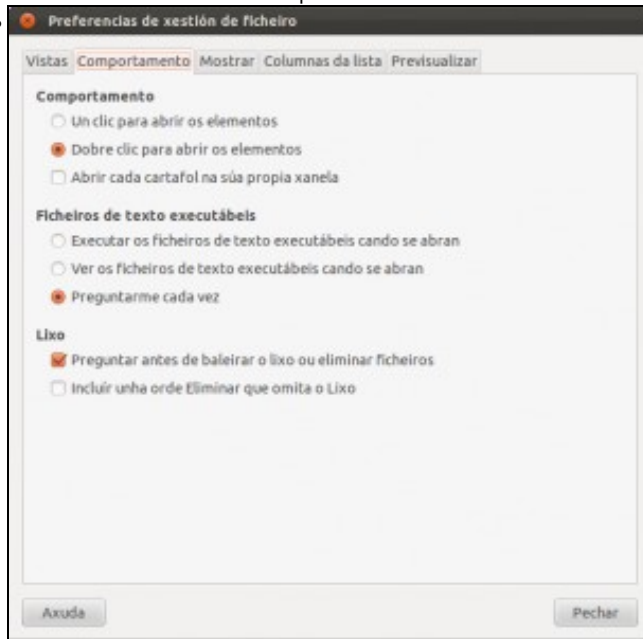 Preferencias de xestión de ficheiro
Vistas Comportamento Mostrar Columnas da lista Previsualizar
Comportamento
Un clic para abrir os elementos
Dobre clic para abrir os elementos
Abrir cada cartafol na súa propia xanela
Ficheiros de texto executábeis
Executar os ficheiros de texto executábeis cando se abran
Ver os ficheiros de texto executábeis cando se abran
Preguntarme cada vez
Lixo
Preguntar antes de baleirar o lixo ou eliminar ficheiros
Incluír unha orde Eliminar que omita o Lixo
Axuda Pechar